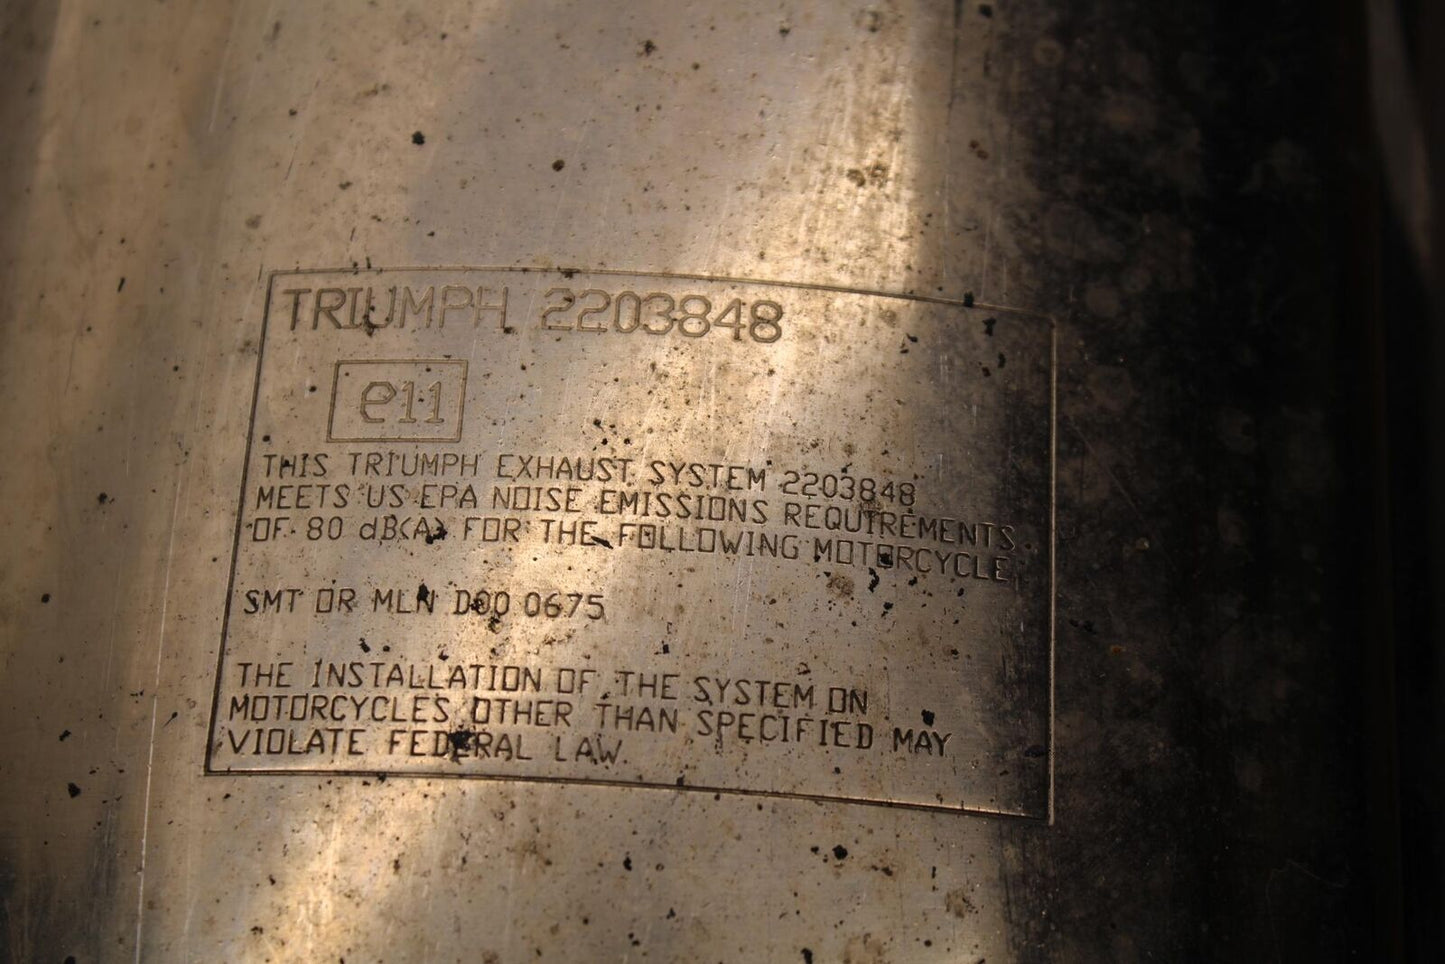 TRIUMPH 2203848
e11
THIS TRIUMPH EXHAUST SYSTEM 2203848
MEETS US EPA NOISE EMISSIONS REQUIREMENTS
OF 80 dB(A) FOR THE FOLLOWING MOTORCYCLE
SMT OR MLN D00 0675
THE INSTALLATION OF THE SYSTEM ON
MOTORCYCLES OTHER THAN SPECIFIED MAY
VIOLATE FEDERAL LAW.